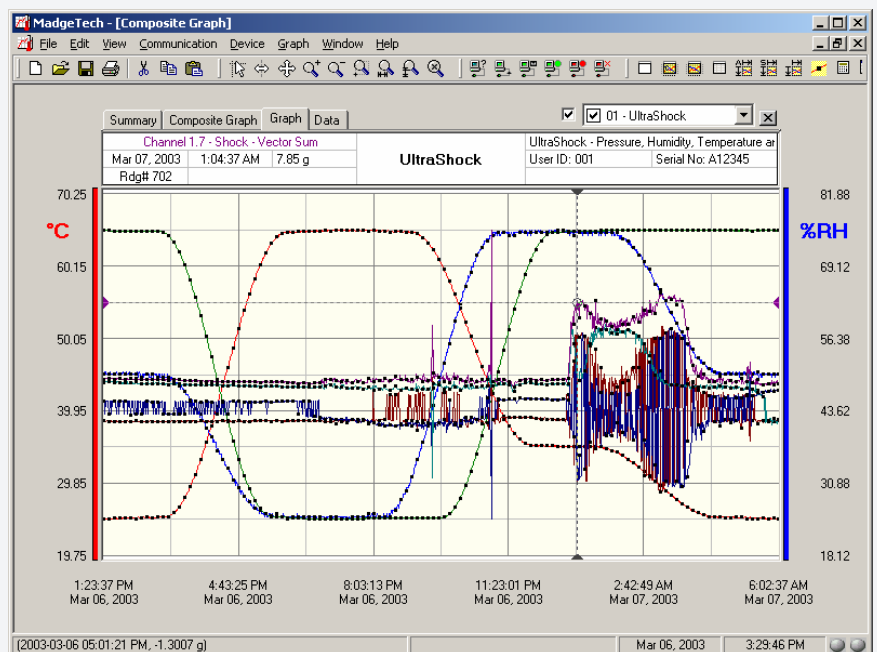 MadgeTech - [Composite Graph]
File Edit View Communication Device Graph Window Help
Summary Composite Graph Graph Data
01 - UltraShock
Channel 1.7 - Shock - Vector Sum
Mar 07, 2003 1:04:37 AM 7.85 g
Rdg# 702
UltraShock
UltraShock - Pressure, Humidity, Temperature ar
User ID: 001 Serial No: A12345
70.25 81.88
°C %RH
60.15 69.12
50.05 56.38
39.95 43.62
29.85 30.88
19.75 18.12
1:23:37 PM 4:43:25 PM 8:03:13 PM 11:23:01 PM 2:42:49 AM 6:02:37 AM
Mar 06, 2003 Mar 06, 2003 Mar 06, 2003 Mar 06, 2003 Mar 07, 2003 Mar 07, 2003
(2003-03-06 05:01:21 PM, -1.3007 g) Mar 06, 2003 3:29:46 PM